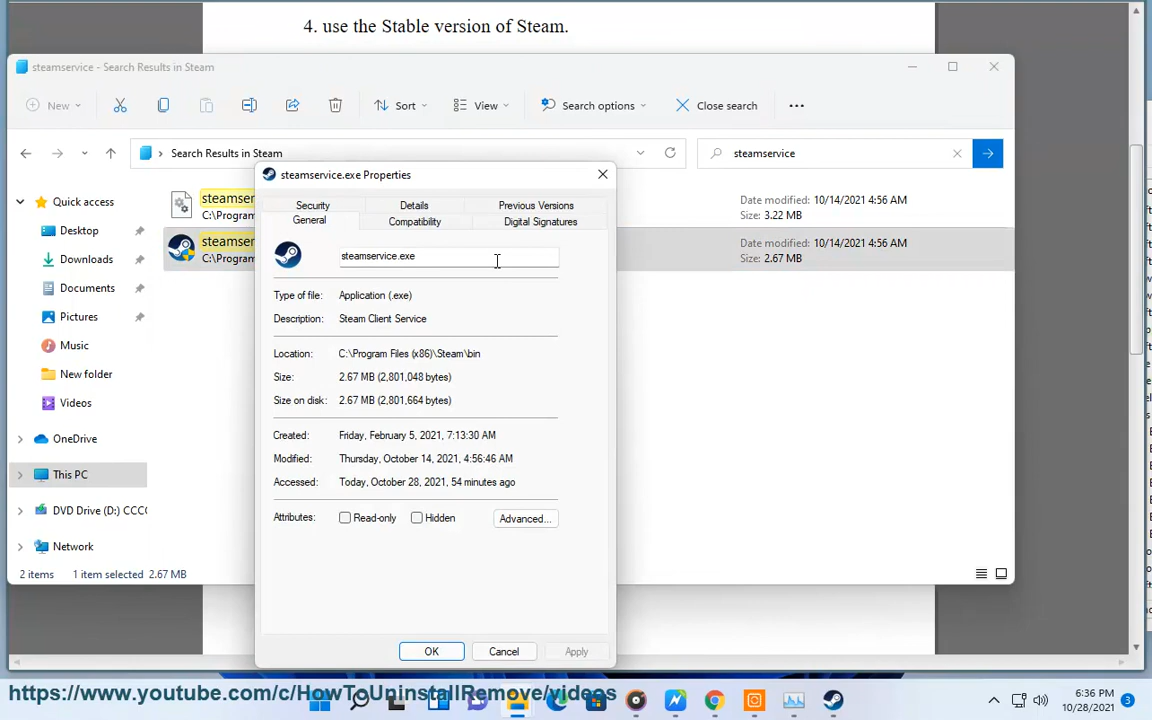 4. use the Stable version of Steam.
steamservice - Search Results in Steam
New
Sort
View
Search options
Close search
Search Results in Steam
steamservice
Quick access
Desktop
Downloads
Documents
Pictures
Music
New folder
Videos
OneDrive
This PC
DVD Drive (D:) CCCC
Network
steamser
C:\Program
Date modified: 10/14/2021 4:56 AM
Size: 3.22 MB
steamser
C:\Program
Date modified: 10/14/2021 4:56 AM
Size: 2.67 MB
steamservice.exe Properties
Security
Details
Previous Versions
General
Compatibility
Digital Signatures
steamservice.exe
Type of file: Application (.exe)
Description: Steam Client Service
Location: C:\Program Files (x86)\Steam\bin
Size: 2.67 MB (2,801,048 bytes)
Size on disk: 2.67 MB (2,801,664 bytes)
Created: Friday, February 5, 2021, 7:13:30 AM
Modified: Thursday, October 14, 2021, 4:56:46 AM
Accessed: Today, October 28, 2021, 54 minutes ago
Attributes: Read-only Hidden Advanced...
OK Cancel Apply
2 items 1 item selected 2.67 MB
https://www.youtube.com/c/HowToUninstallRemove/videos
6:36 PM
10/28/2021
3